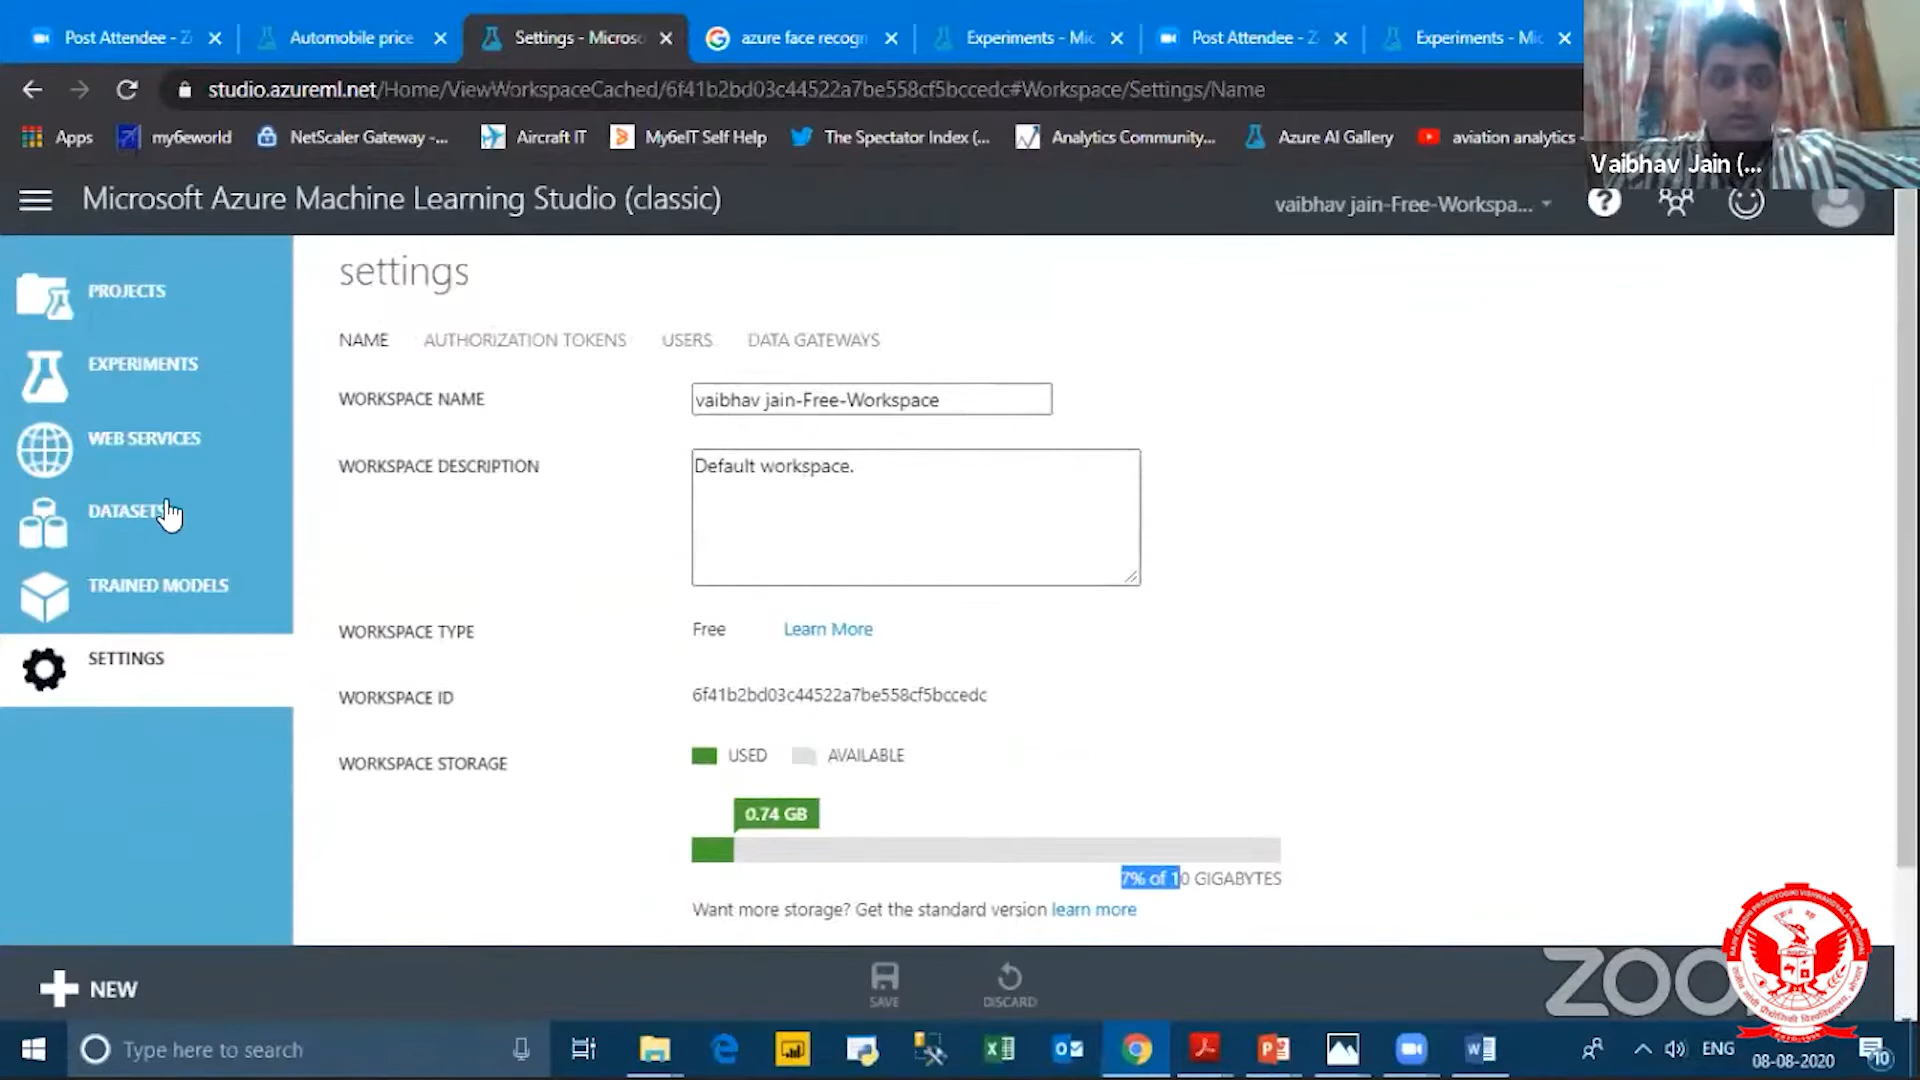 Post Attendee - Z
Automobile price
Settings - Micros
azure face recogn
Experiments - Mic
Post Attendee - Z
Experiments - Mic
studio.azureml.net/Home/ViewWorkspaceCached/6f41b2bd03c44522a7be558cf5bccedc#Workspace/Settings/Name
Apps
my6eworld
NetScaler Gateway -...
Aircraft IT
My6eIT Self Help
The Spectator Index (...
Analytics Community...
Azure AI Gallery
aviation analytics -
Vaibhav Jain (...
Microsoft Azure Machine Learning Studio (classic)
vaibhav jain-Free-Workspa...
PROJECTS
EXPERIMENTS
WEB SERVICES
DATASETS
TRAINED MODELS
SETTINGS
settings
NAME AUTHORIZATION TOKENS USERS DATA GATEWAYS
WORKSPACE NAME
vaibhav jain-Free-Workspace
WORKSPACE DESCRIPTION
Default workspace.
WORKSPACE TYPE
Free Learn More
WORKSPACE ID
6f41b2bd03c44522a7be558cf5bccedc
WORKSPACE STORAGE
USED AVAILABLE
0.74 GB
7% of 10 GIGABYTES
Want more storage? Get the standard version learn more
NEW
SAVE
DISCARD
ZOO
Type here to search
ENG
08-08-2020
10